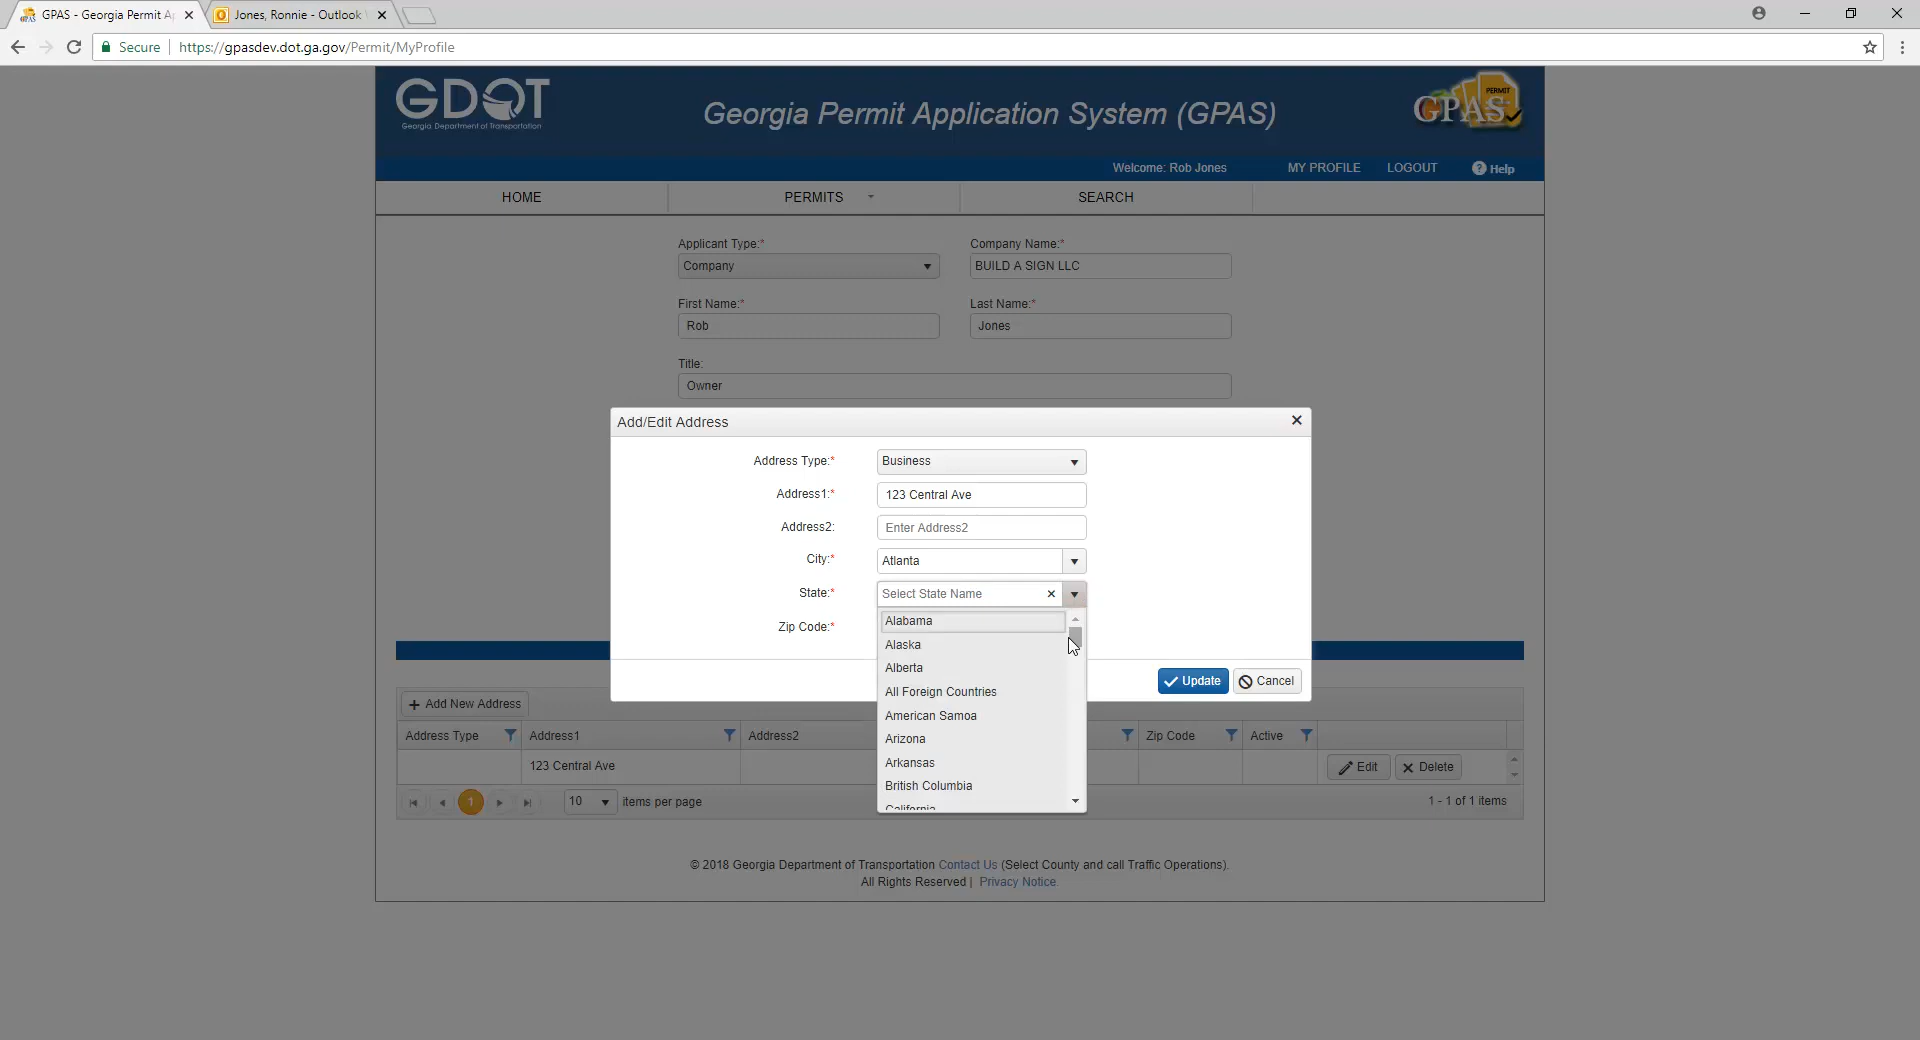 GPAS - Georgia Permit Ap
Jones, Ronnie - Outlook
Secure | https://gpasdev.dot.ga.gov/Permit/MyProfile
GDOT
Georgia Department of Transportation
Georgia Permit Application System (GPAS)
PERMIT
GPAS
Welcome: Rob Jones
MY PROFILE
LOGOUT
? Help
HOME
PERMITS
SEARCH
Applicant Type:*
Company Name:*
Company
BUILD A SIGN LLC
First Name:*
Last Name:*
Rob
Jones
Title:
Owner
Add/Edit Address
Address Type:*
Business
Address1:*
123 Central Ave
Address2:
Enter Address2
City:*
Atlanta
State:*
Select State Name
Zip Code:*
Alabama
Alaska
Alberta
All Foreign Countries
American Samoa
Arizona
Arkansas
British Columbia
California
Update
Cancel
+ Add New Address
Address Type
Address1
Address2
Zip Code
Active
123 Central Ave
Edit
Delete
1
10
items per page
1 - 1 of 1 items
© 2018 Georgia Department of Transportation Contact Us (Select County and call Traffic Operations).
All Rights Reserved | Privacy Notice.